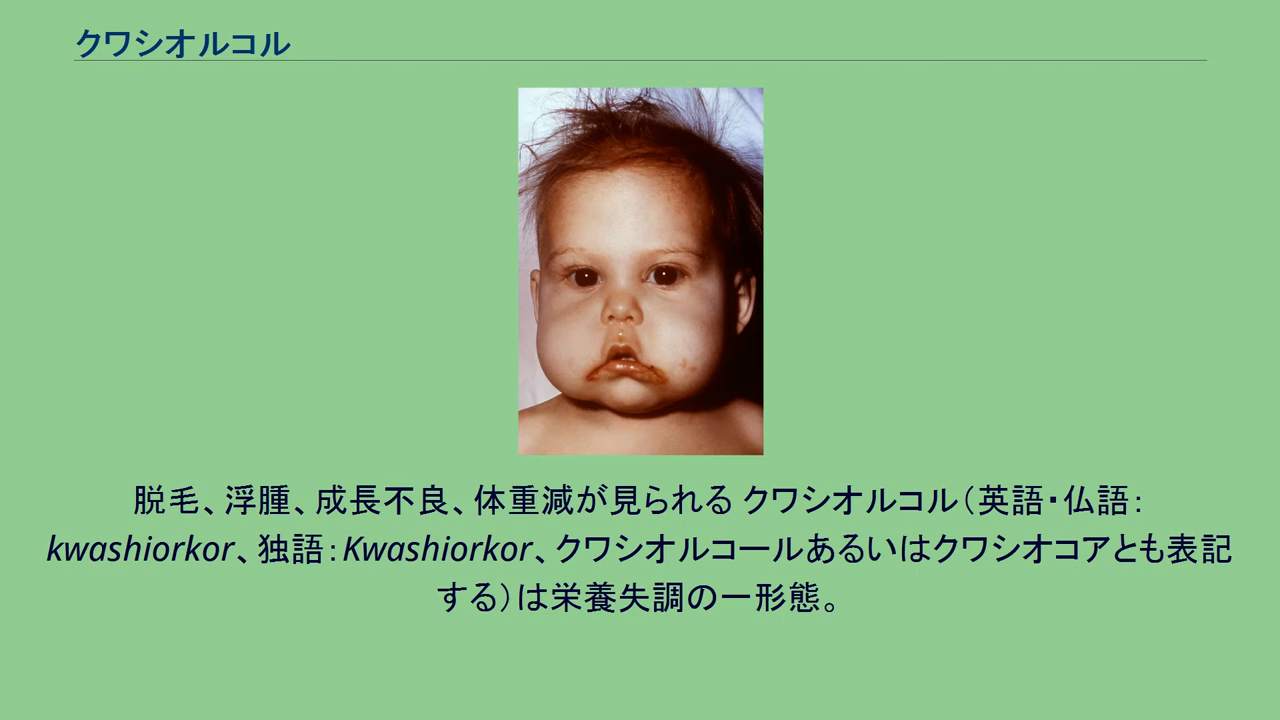 クワシオルコル
脱毛、浮腫、成長不良、体重減が見られる クワシオルコル（英語・仏語：
kwashiorkor、独語：Kwashiorkor、クワシオルコールあるいはクワシオコアとも表記
する）は栄養失調の一形態。